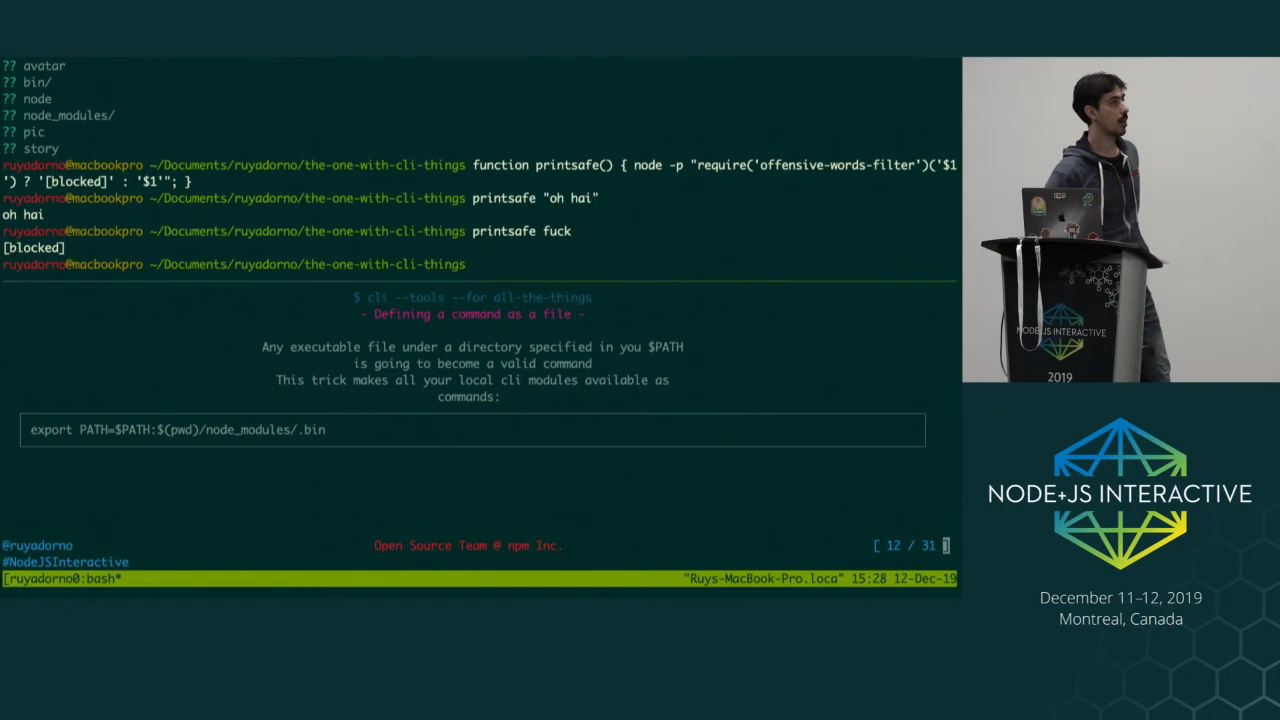 ?? avatar
?? bin/
?? node
?? node_modules/
?? pic
?? story
ruyadorno@macbookpro ~/Documents/ruyadorno/the-one-with-cli-things function printsafe() { node -p "require('offensive-words-filter')('$1
') ? '[blocked]' : '$1'"; }
ruyadorno@macbookpro ~/Documents/ruyadorno/the-one-with-cli-things printsafe "oh hai"
oh hai
ruyadorno@macbookpro ~/Documents/ruyadorno/the-one-with-cli-things printsafe fuck
[blocked]
ruyadorno@macbookpro ~/Documents/ruyadorno/the-one-with-cli-things
$ cli --tools --for all-the-things
- Defining a command as a file -
Any executable file under a directory specified in you $PATH
is going to become a valid command
This trick makes all your local cli modules available as
commands:
export PATH=$PATH:$(pwd)/node_modules/.bin
@ruyadorno
Open Source Team @ npm Inc.
[ 12 / 31 ]
#NodeJSInteractive
[ruyadorno0:bash*
"Ruys-MacBook-Pro.loca" 15:28 12-Dec-19
NODE+JS INTERACTIVE
2019
NODE+JS INTERACTIVE
December 11–12, 2019
Montreal, Canada